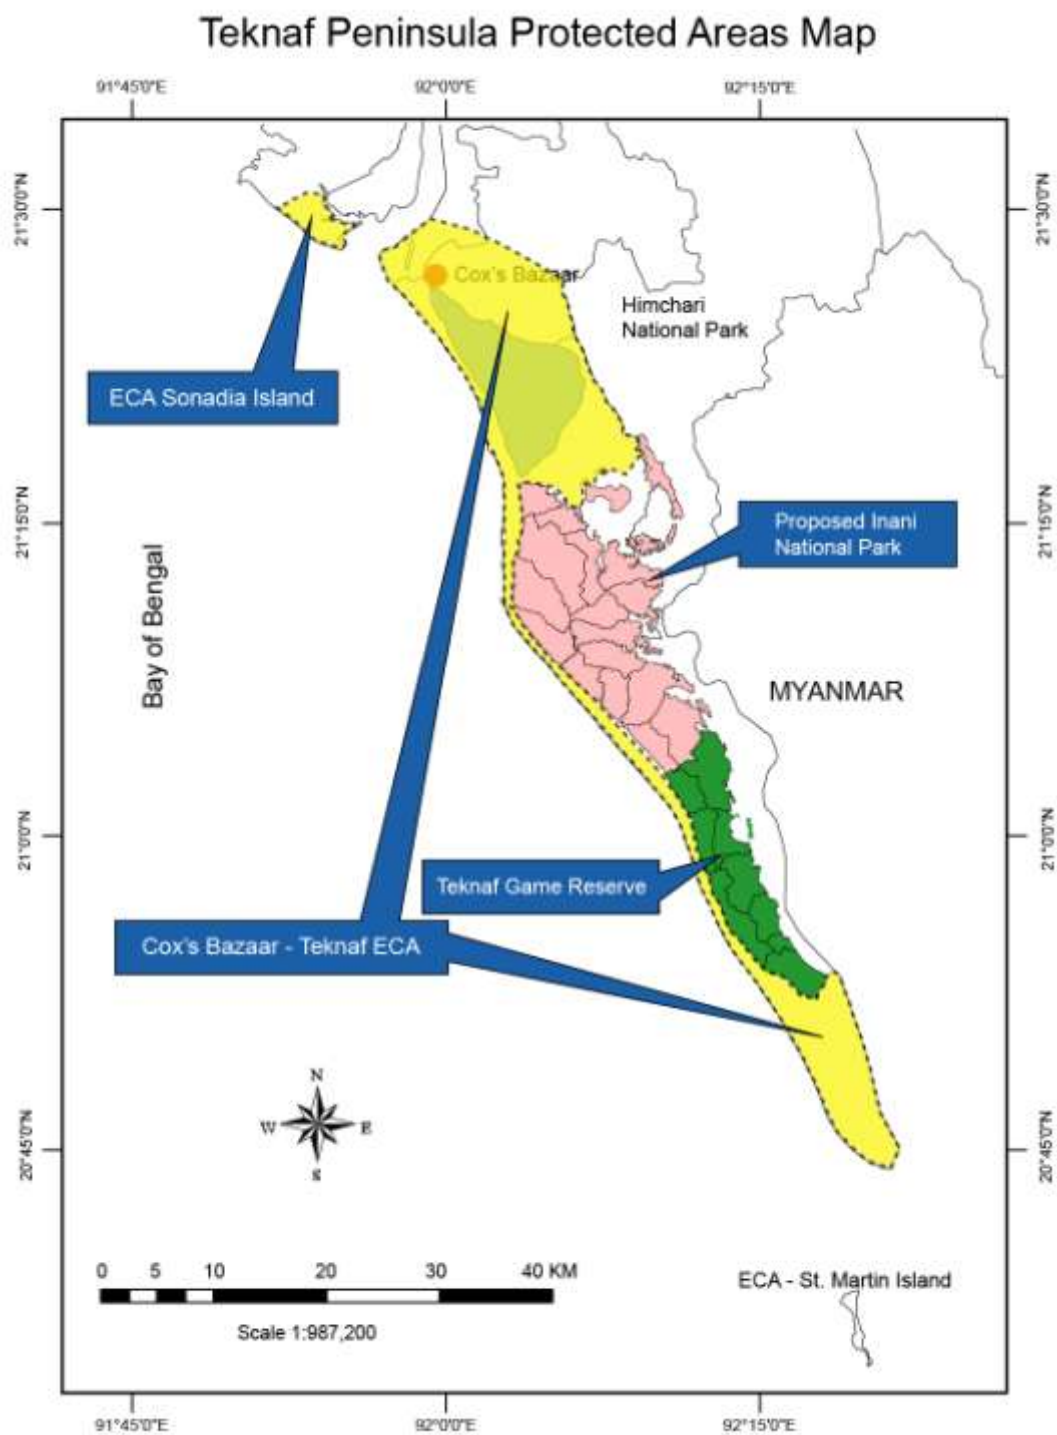 Teknaf Peninsula Protected Areas Map
91°45'0"E
92°0'0"E
92°15'0"E
21°30'0"N
21°30'0"N
Cox's Bazaar
Himchari
National Park
ECA Sonadia Island
21°15'0"N
21°15'0"N
Proposed Inani
National Park
Bay of Bengal
MYANMAR
21°0'0"N
21°0'0"N
Teknaf Game Reserve
Cox's Bazaar - Teknaf ECA
N
W
E
S
20°45'0"N
20°45'0"N
0 5 10 20 30 40 KM
Scale 1:987,200
ECA - St. Martin Island
91°45'0"E
92°0'0"E
92°15'0"E